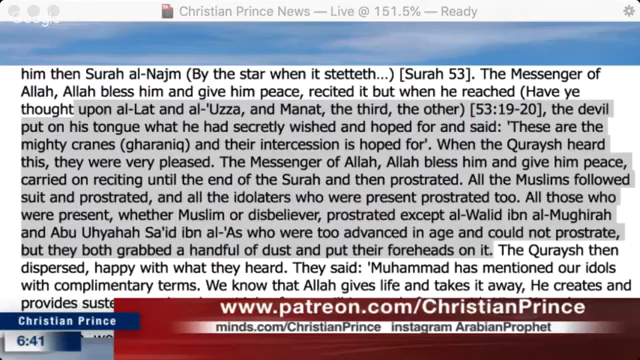 Christian Prince News — Live @ 151.5% — Ready
Google
him then Surah al-Najm (By the star when it stetteth...) [Surah 53]. The Messenger of
Allah, Allah bless him and give him peace, recited it but when he reached (Have ye
thought upon al-Lat and al-'Uzza, and Manat, the third, the other) [53:19-20], the devil
put on his tongue what he had secretly wished and hoped for and said: 'These are the
mighty cranes (gharaniq) and their intercession is hoped for'. When the Quraysh heard
this, they were very pleased. The Messenger of Allah, Allah bless him and give him peace,
carried on reciting until the end of the Surah and then prostrated. All the Muslims followed
suit and prostrated, and all the idolaters who were present prostrated too. All those who
were present, whether Muslim or disbeliever, prostrated except al-Walid ibn al-Mughirah
and Abu Uhyahah Sa'id ibn al-'As who were too advanced in age and could not prostrate,
but they both grabbed a handful of dust and put their foreheads on it. The Quraysh then
dispersed, happy with what they heard. They said: 'Muhammad has mentioned our idols
with complimentary terms. We know that Allah gives life and takes it away, He creates and
provides
www.patreon.com/ChristianPrince
Christian Prince
minds.com/ChristianPrince instagram ArabianProphet
6:41